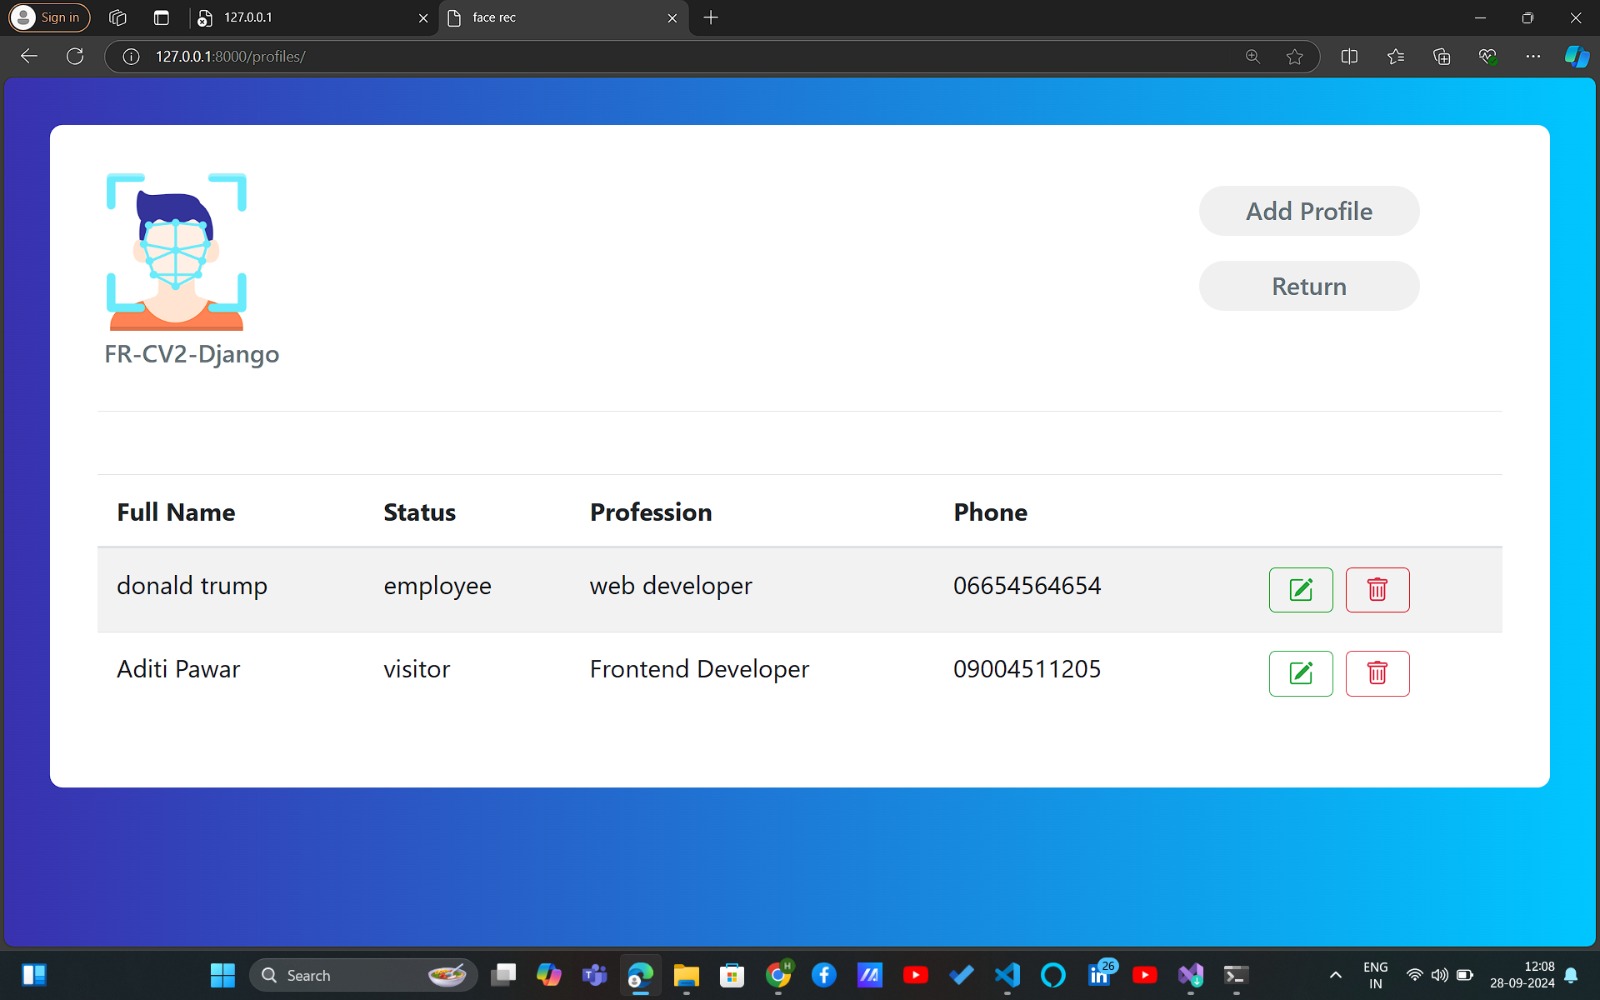 Sign in
127.0.0.1
face rec
127.0.0.1:8000/profiles/
Add Profile
Return
FR-CV2-Django
Full Name Status Profession Phone
donald trump employee web developer 06654564654
Aditi Pawar visitor Frontend Developer 09004511205
Search
H
26
ENG
IN
12:08
28-09-2024